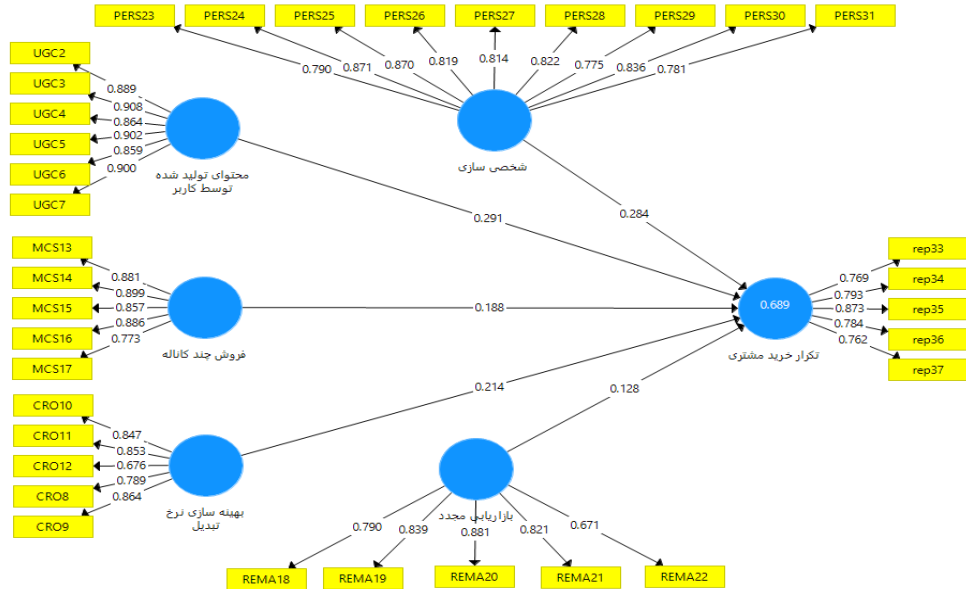 PERS23 PERS24 PERS25 PERS26 PERS27 PERS28 PERS29 PERS30 PERS31
0.790 0.871 0.870 0.819 0.814 0.822 0.775 0.836 0.781
شخصی سازی
UGC2
UGC3
UGC4
UGC5
UGC6
UGC7
0.889
0.908
0.864
0.902
0.859
0.900
محتوای تولید شده
توسط کاربر
0.291
0.284
MCS13
MCS14
MCS15
MCS16
MCS17
0.881
0.899
0.857
0.886
0.773
فروش چند کاناله
0.188
0.689
تکرار خرید مشتری
0.769
0.793
0.873
0.784
0.762
rep33
rep34
rep35
rep36
rep37
CRO10
CRO11
CRO12
CRO8
CRO9
0.847
0.853
0.676
0.789
0.864
بهینه سازی نرخ
تبدیل
0.214
0.128
بازاریابی مجدد
0.790 0.839 0.881 0.821 0.671
REMA18 REMA19 REMA20 REMA21 REMA22